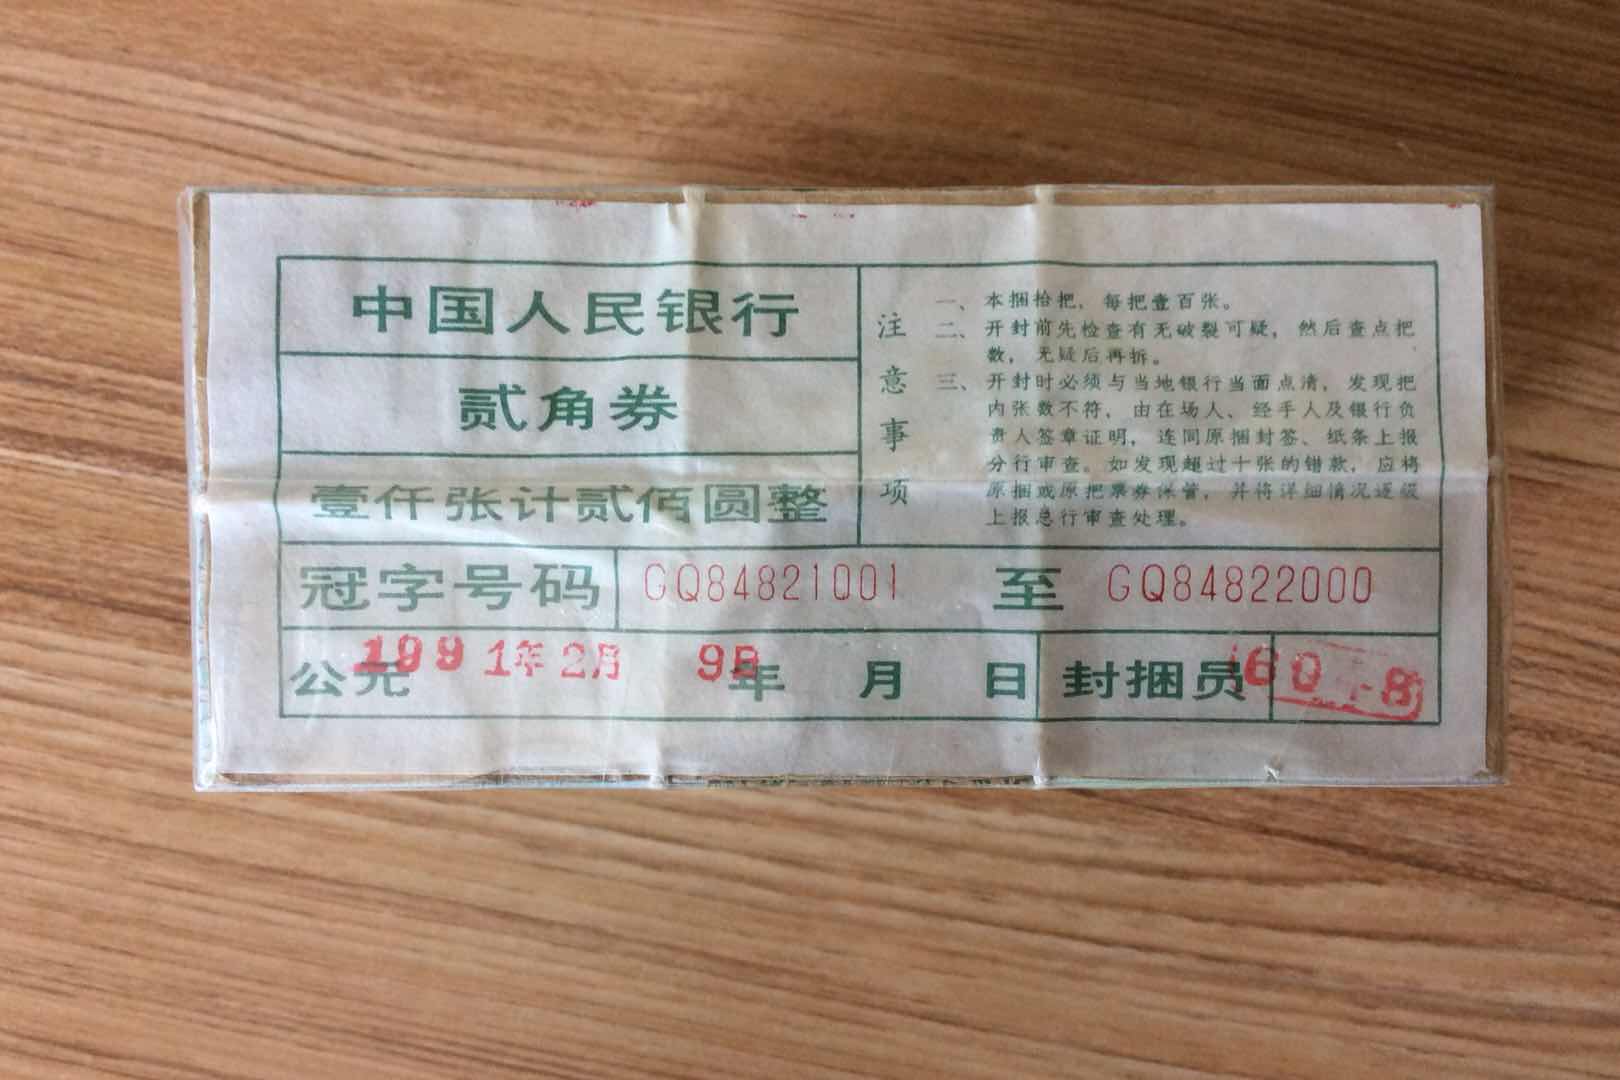 中国人民银行
贰角券
壹仟张计贰佰圆整
注意事项
一、本捆拾把，每把壹百张。
二、开封前先检查有无破裂可疑，然后查点把
数，无疑后再拆。
三、开封时必须与当地银行当面点清，发现把
内张数不符，由在场人、经手人及银行负
责人签章证明，连同原捆封签、纸条上报
分行审查。如发现超过十张的错款，应将
原捆或原把票券保管，并将详细情况逐级
上报总行审查处理。
冠字号码 GQ84821001 至 GQ84822000
公元 年 月 日 封捆员
1991年2月 9日